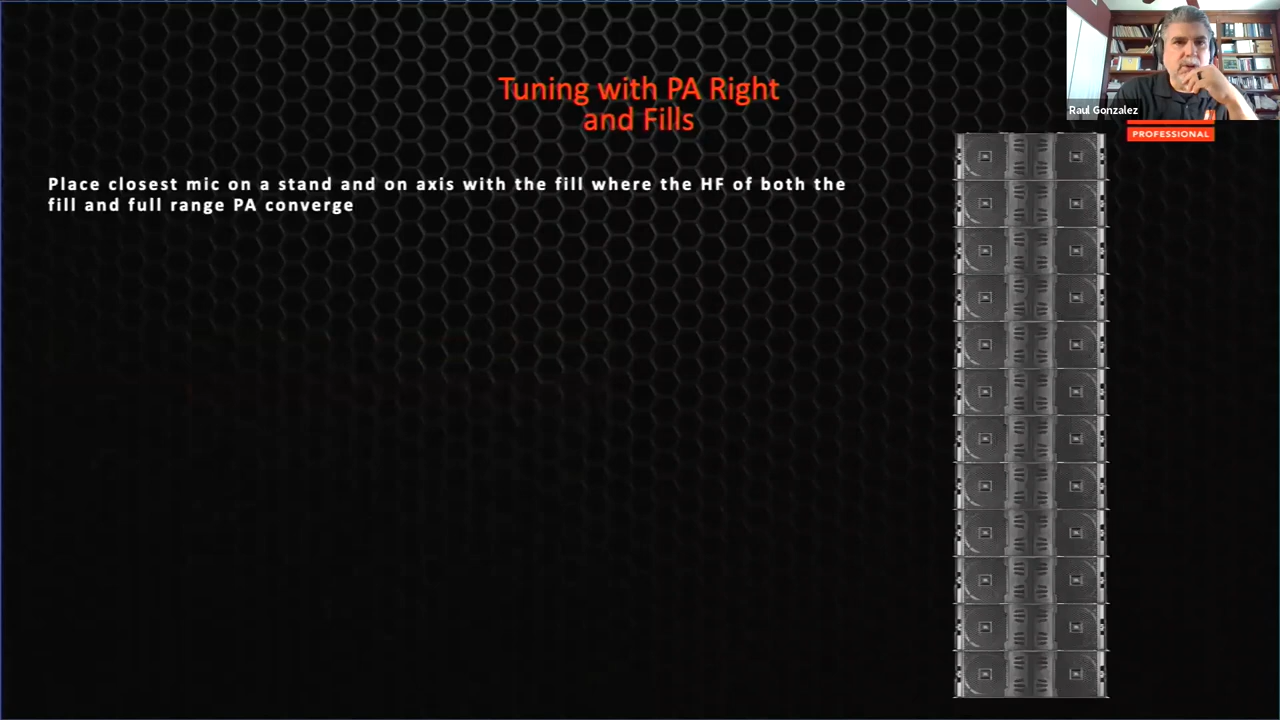 Tuning with PA Right
and Fills
Raul Gonzalez
PROFESSIONAL
Place closest mic on a stand and on axis with the fill where the HF of both the
fill and full range PA converge